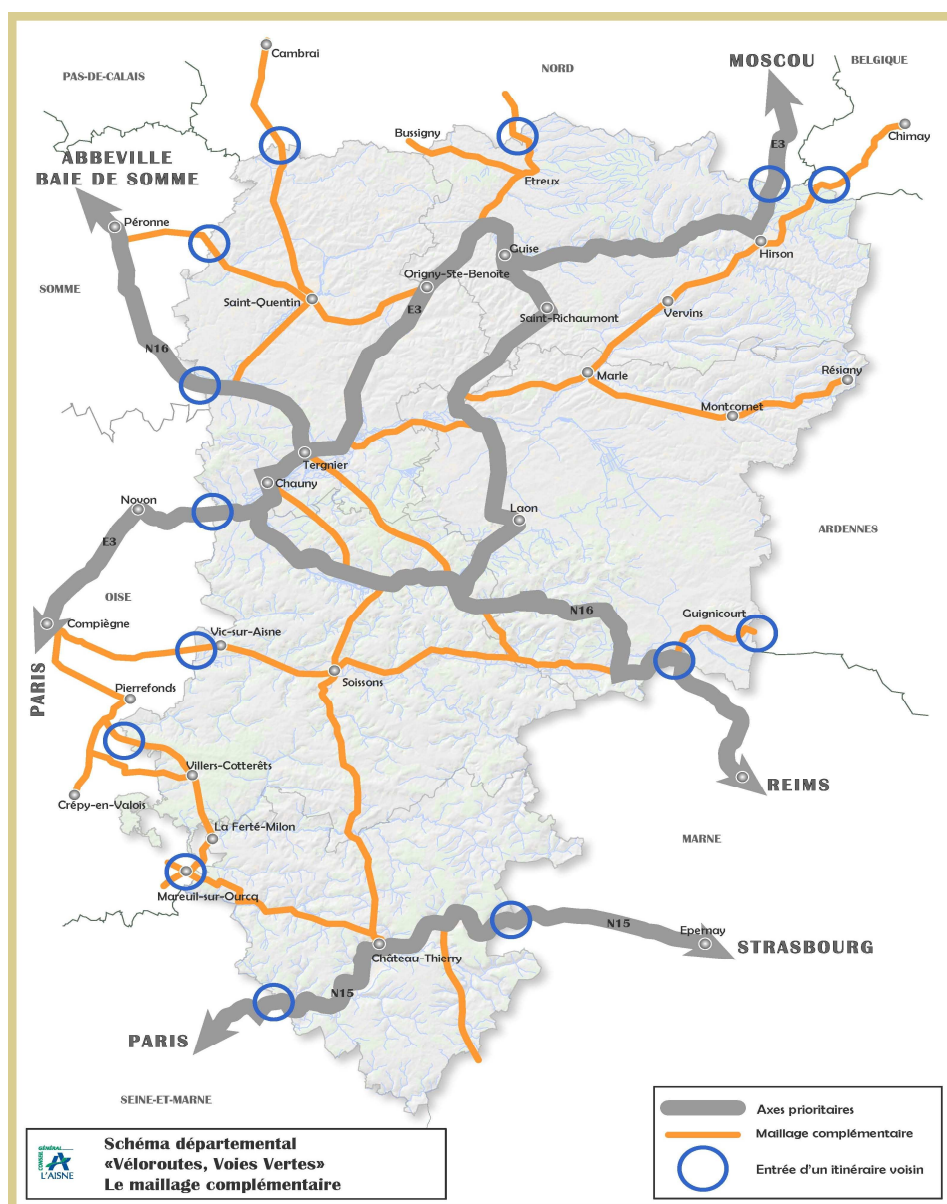 Cambrai
PAS-DE-CALAIS
NORD
MOSCOU
BELGIQUE
Chimay
Bussigny
E3
ABBEVILLE
BAIE DE SOMME
Etreux
Péronne
Guise
Hirson
SOMME
Origny-Ste-Benoîte
Saint-Quentin
E3
Saint-Richaumont
Vervins
N16
Marle
Résigny
Montcornet
Tergnier
Chauny
Noyon
Laon
ARDENNES
E3
OISE
N16
Guignicourt
Compiègne
Vic-sur-Aisne
PARIS
Soissons
Pierrefonds
Villers-Cotterêts
REIMS
Crépy-en-Valois
La Ferté-Milon
MARNE
Mareuil-sur-Ourcq
N15
Epernay
STRASBOURG
Château-Thierry
N15
PARIS
SEINE-ET-MARNE
Axes prioritaires
Maillage complémentaire
Entrée d'un itinéraire voisin
CONSEIL GÉNÉRAL
L'AISNE
Schéma départemental
«Véloroutes, Voies Vertes»
Le maillage complémentaire